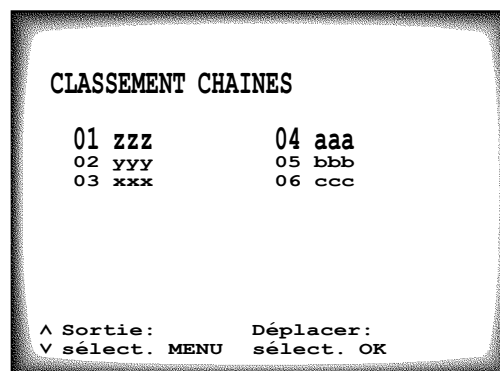 CLASSEMENT CHAINES
01 zzz 04 aaa
02 yyy 05 bbb
03 xxx 06 ccc
∧ Sortie: Déplacer:
∨ sélect. MENU sélect. OK